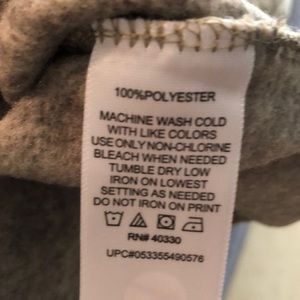 100%POLYESTER
MACHINE WASH COLD
WITH LIKE COLORS
USE ONLY NON-CHLORINE
BLEACH WHEN NEEDED
TUMBLE DRY LOW
IRON ON LOWEST
SETTING AS NEEDED
DO NOT IRON ON PRINT
RN# 40330
UPC#053355490576